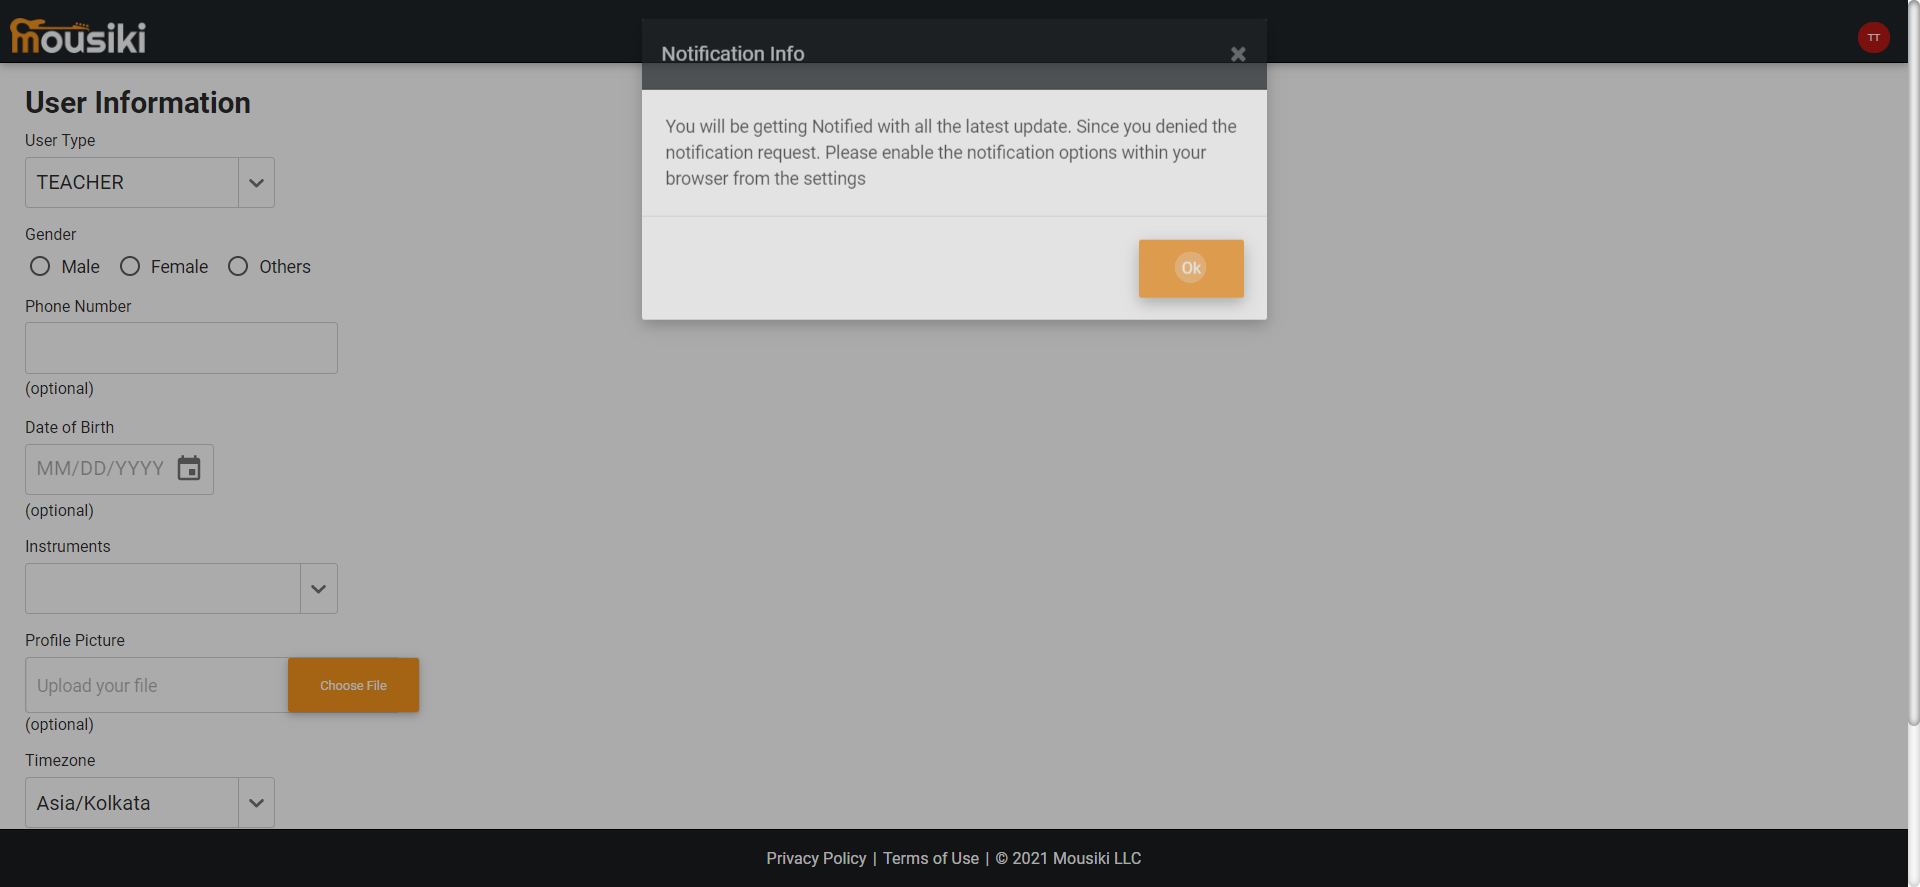 mousiki
TT
Notification Info
You will be getting Notified with all the latest update. Since you denied the
notification request. Please enable the notification options within your
browser from the settings
Ok
User Information
User Type
TEACHER
Gender
Male Female Others
Phone Number
(optional)
Date of Birth
MM/DD/YYYY
(optional)
Instruments
Profile Picture
Upload your file
Choose File
(optional)
Timezone
Asia/Kolkata
Privacy Policy | Terms of Use | © 2021 Mousiki LLC